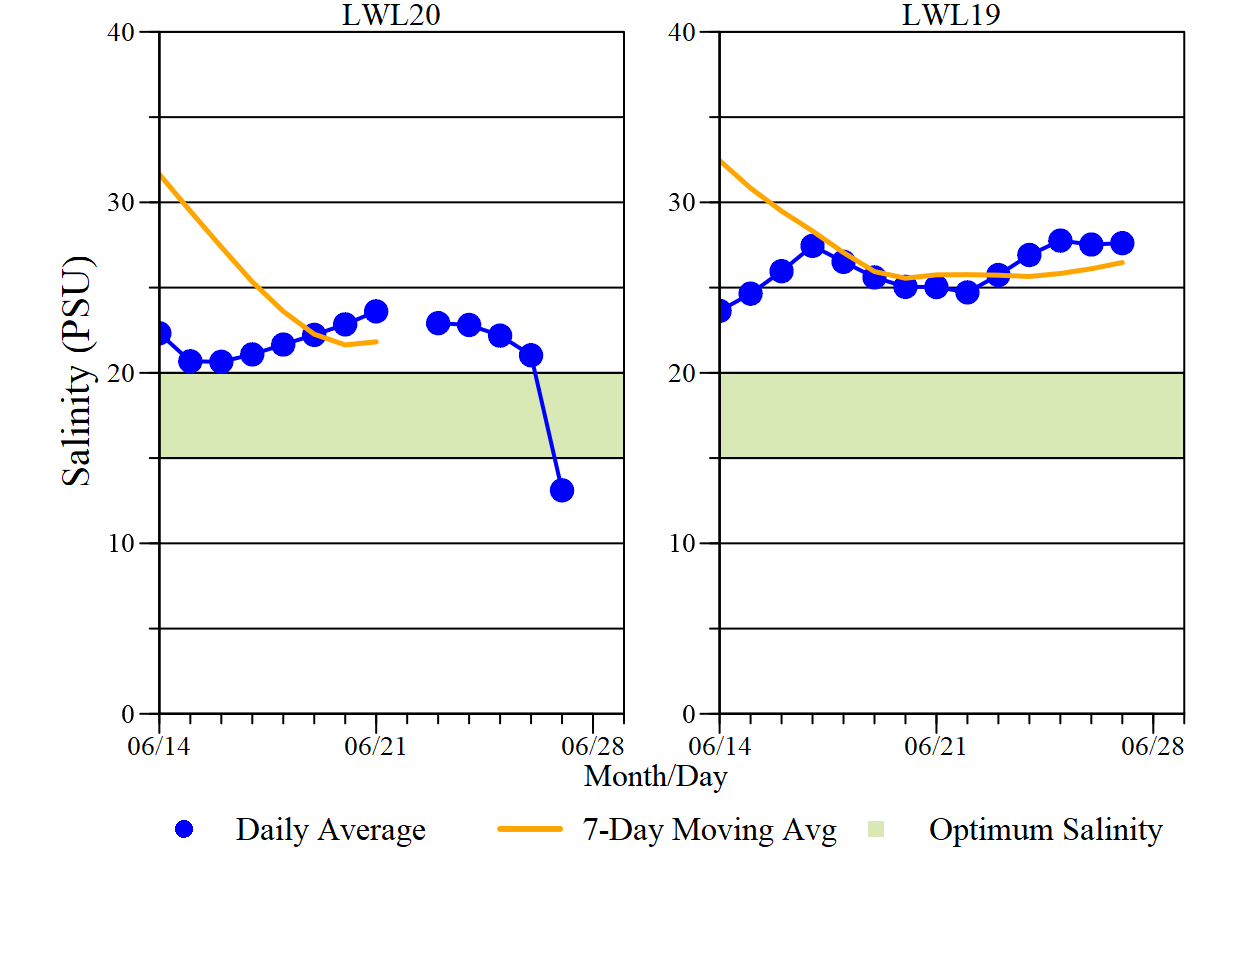 LWL20 LWL19
40 40
30 30
20 20
10 10
0 0
Salinity (PSU)
06/14 06/21 06/28 06/14 06/21 06/28
Month/Day
Daily Average 7-Day Moving Avg Optimum Salinity